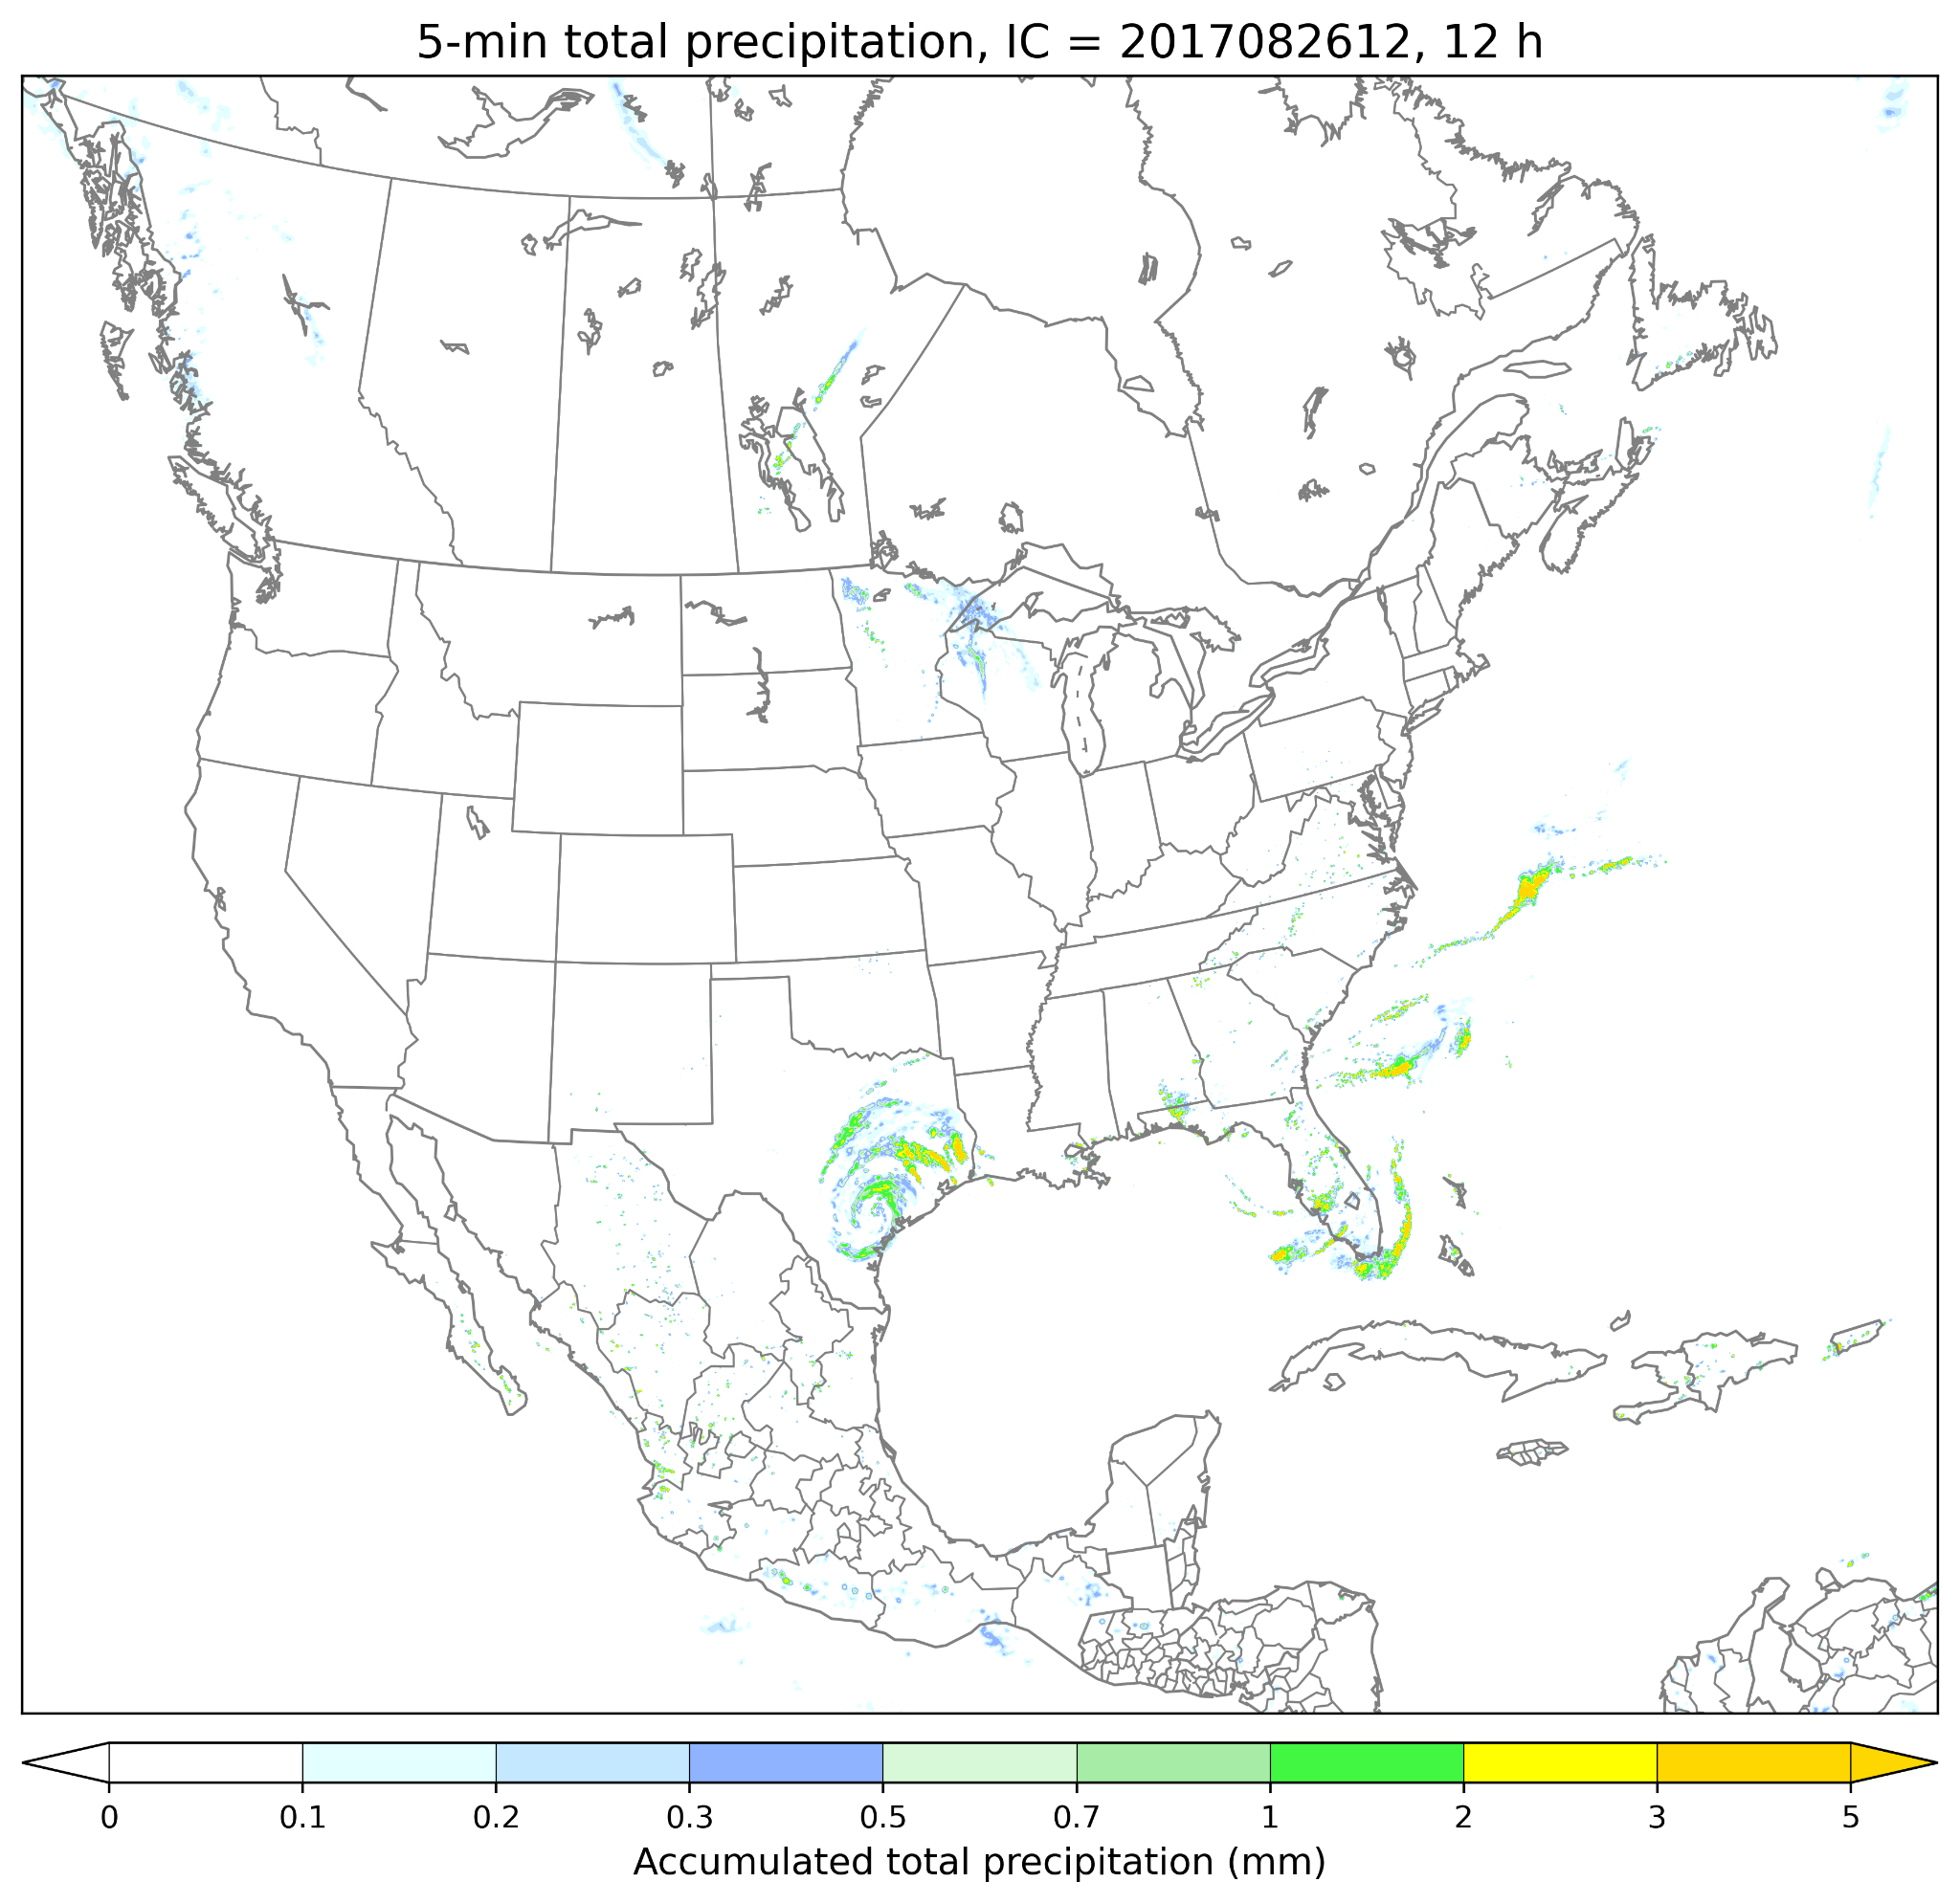 5-min total precipitation, IC = 2017082612, 12 h
0 0.1 0.2 0.3 0.5 0.7 1 2 3 5
Accumulated total precipitation (mm)